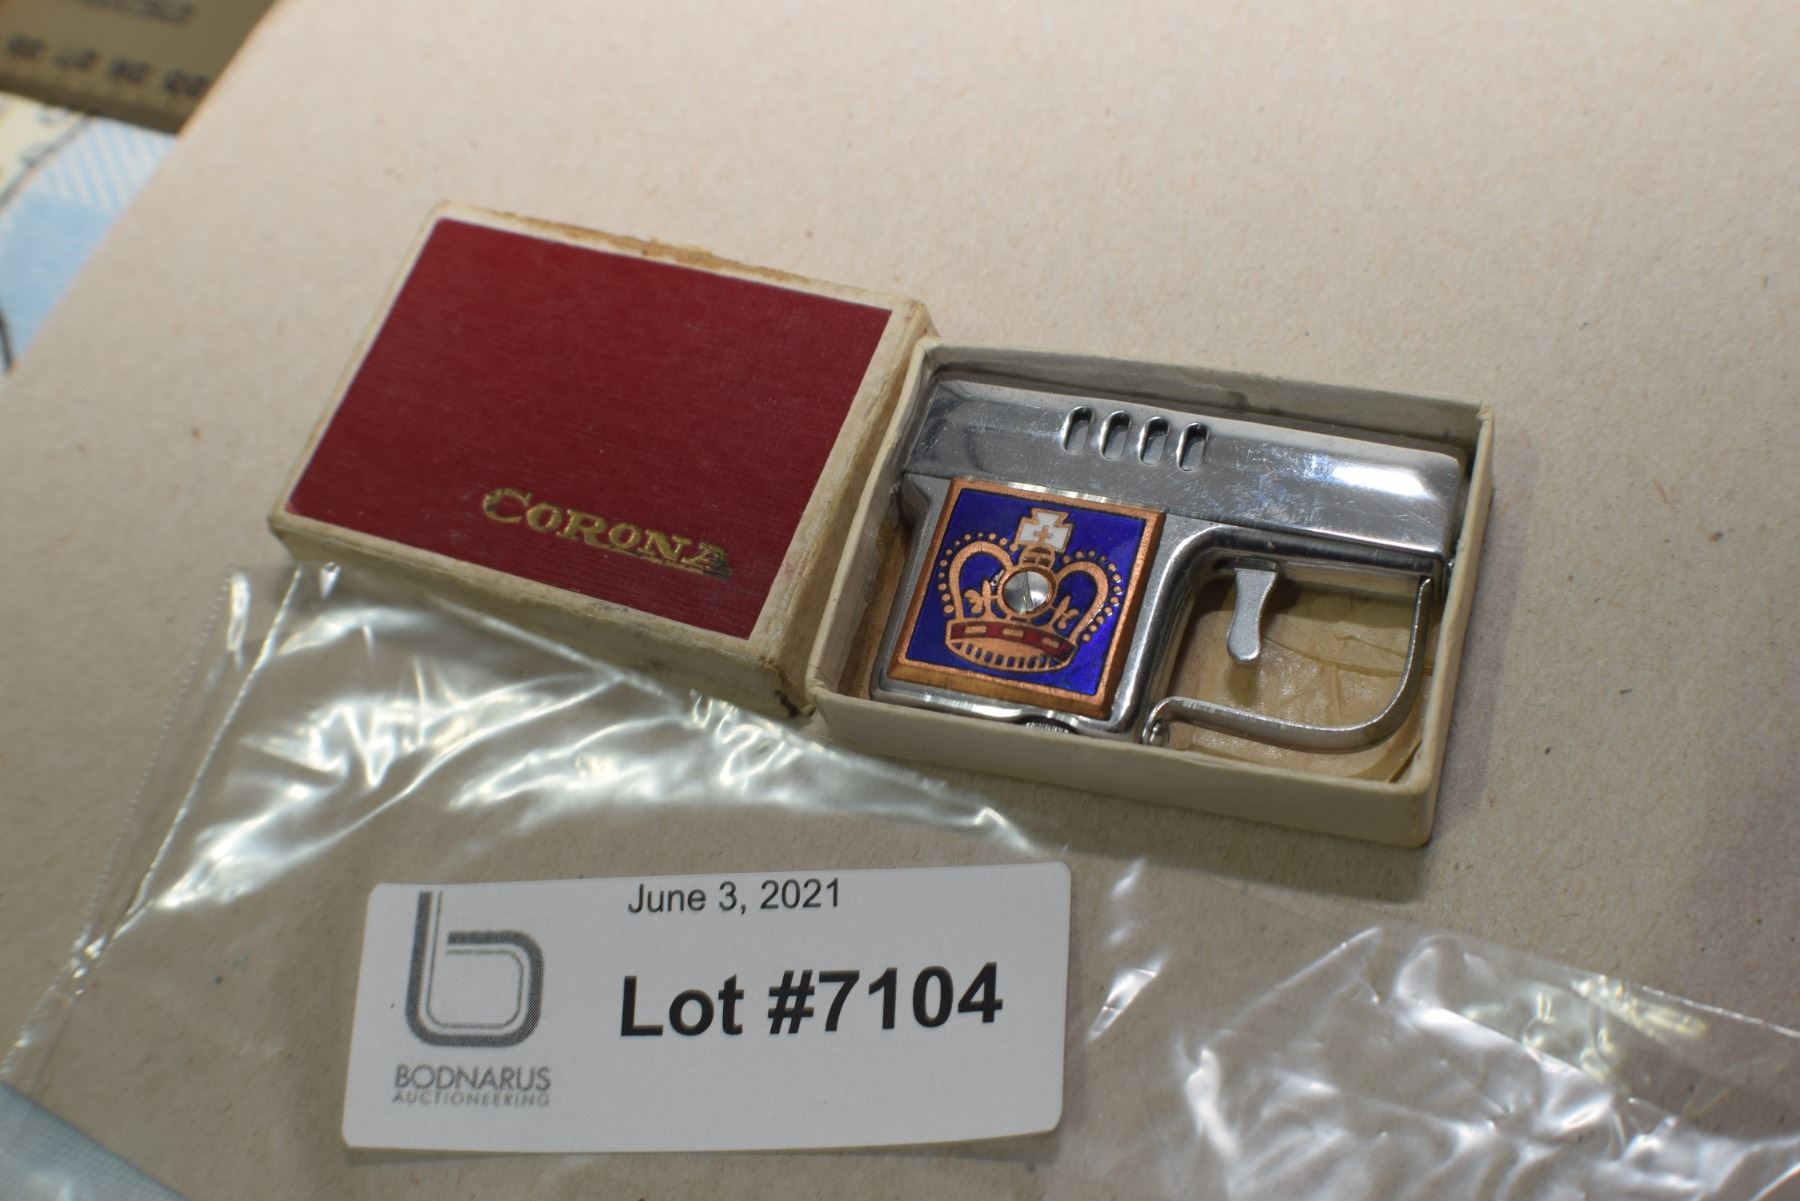 CORONA
June 3, 2021
Lot #7104
BODNARUS
AUCTIONEERING